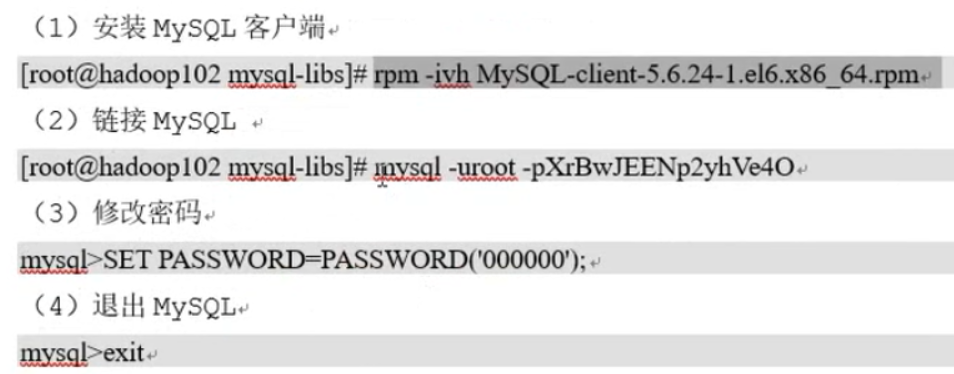 （1）安装 MySQL 客户端
[root@hadoop102 mysql-libs]# rpm -ivh MySQL-client-5.6.24-1.el6.x86_64.rpm
（2）链接 MySQL
[root@hadoop102 mysql-libs]# mysql -uroot -pXrBwJEENp2yhVe4O
（3）修改密码
mysql>SET PASSWORD=PASSWORD('000000');
（4）退出 MySQL
mysql>exit